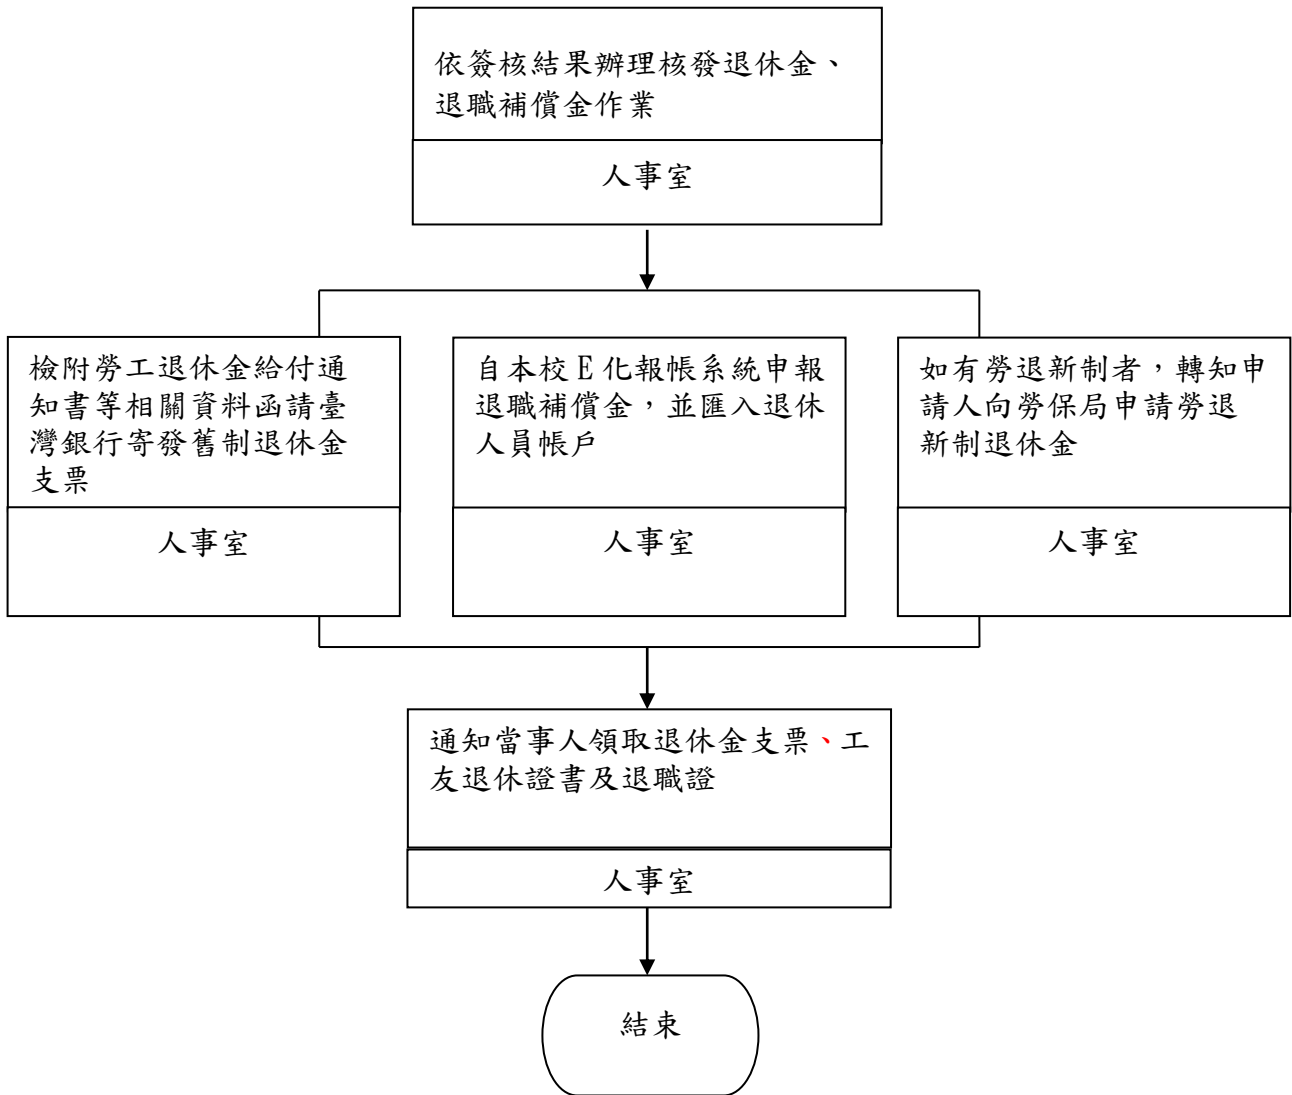 依簽核結果辦理核發退休金、
退職補償金作業
人事室
檢附勞工退休金給付通
知書等相關資料函請臺
灣銀行寄發舊制退休金
支票
人事室
自本校E化報帳系統申報
退職補償金，並匯入退休
人員帳戶
人事室
如有勞退新制者，轉知申
請人向勞保局申請勞退
新制退休金
人事室
通知當事人領取退休金支票、工
友退休證書及退職證
人事室
結束